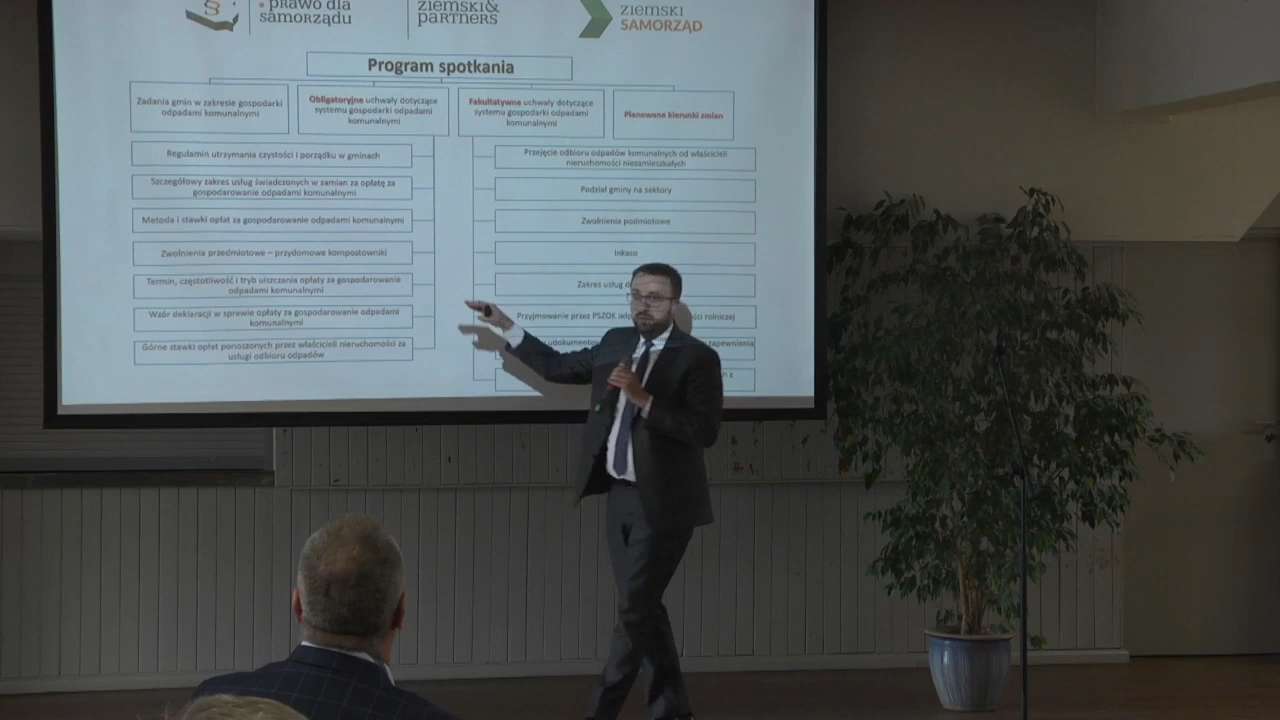 prawo dla
samorządu
ziemski&
partners
ziemski
SAMORZĄD
Program spotkania
Zadania gmin w zakresie gospodarki
odpadami komunalnymi
Obligatoryjne uchwały dotyczące
systemu gospodarki odpadami
komunalnymi
Fakultatywne uchwały dotyczące
systemu gospodarki odpadami
komunalnymi
Planowane kierunki zmian
Regulamin utrzymania czystości i porządku w gminach
Szczegółowy zakres usług świadczonych w zamian za opłatę za
gospodarowanie odpadami komunalnymi
Metoda i stawki opłat za gospodarowanie odpadami komunalnymi
Zwolnienia przedmiotowe – przydomowe kompostowniki
Termin, częstotliwość i tryb uiszczania opłaty za gospodarowanie
odpadami komunalnymi
Wzór deklaracji w sprawie opłaty za gospodarowanie odpadami
komunalnymi
Górne stawki opłat ponoszonych przez właścicieli nieruchomości za
usługi odbioru odpadów
Przejęcie odbioru odpadów komunalnych od właścicieli
nieruchomości niezamieszkałych
Podział gminy na sektory
Zwolnienia podmiotowe
Inkaso
Zakres usług
Przyjmowanie przez PSZOK rolniczej
zapewnienia